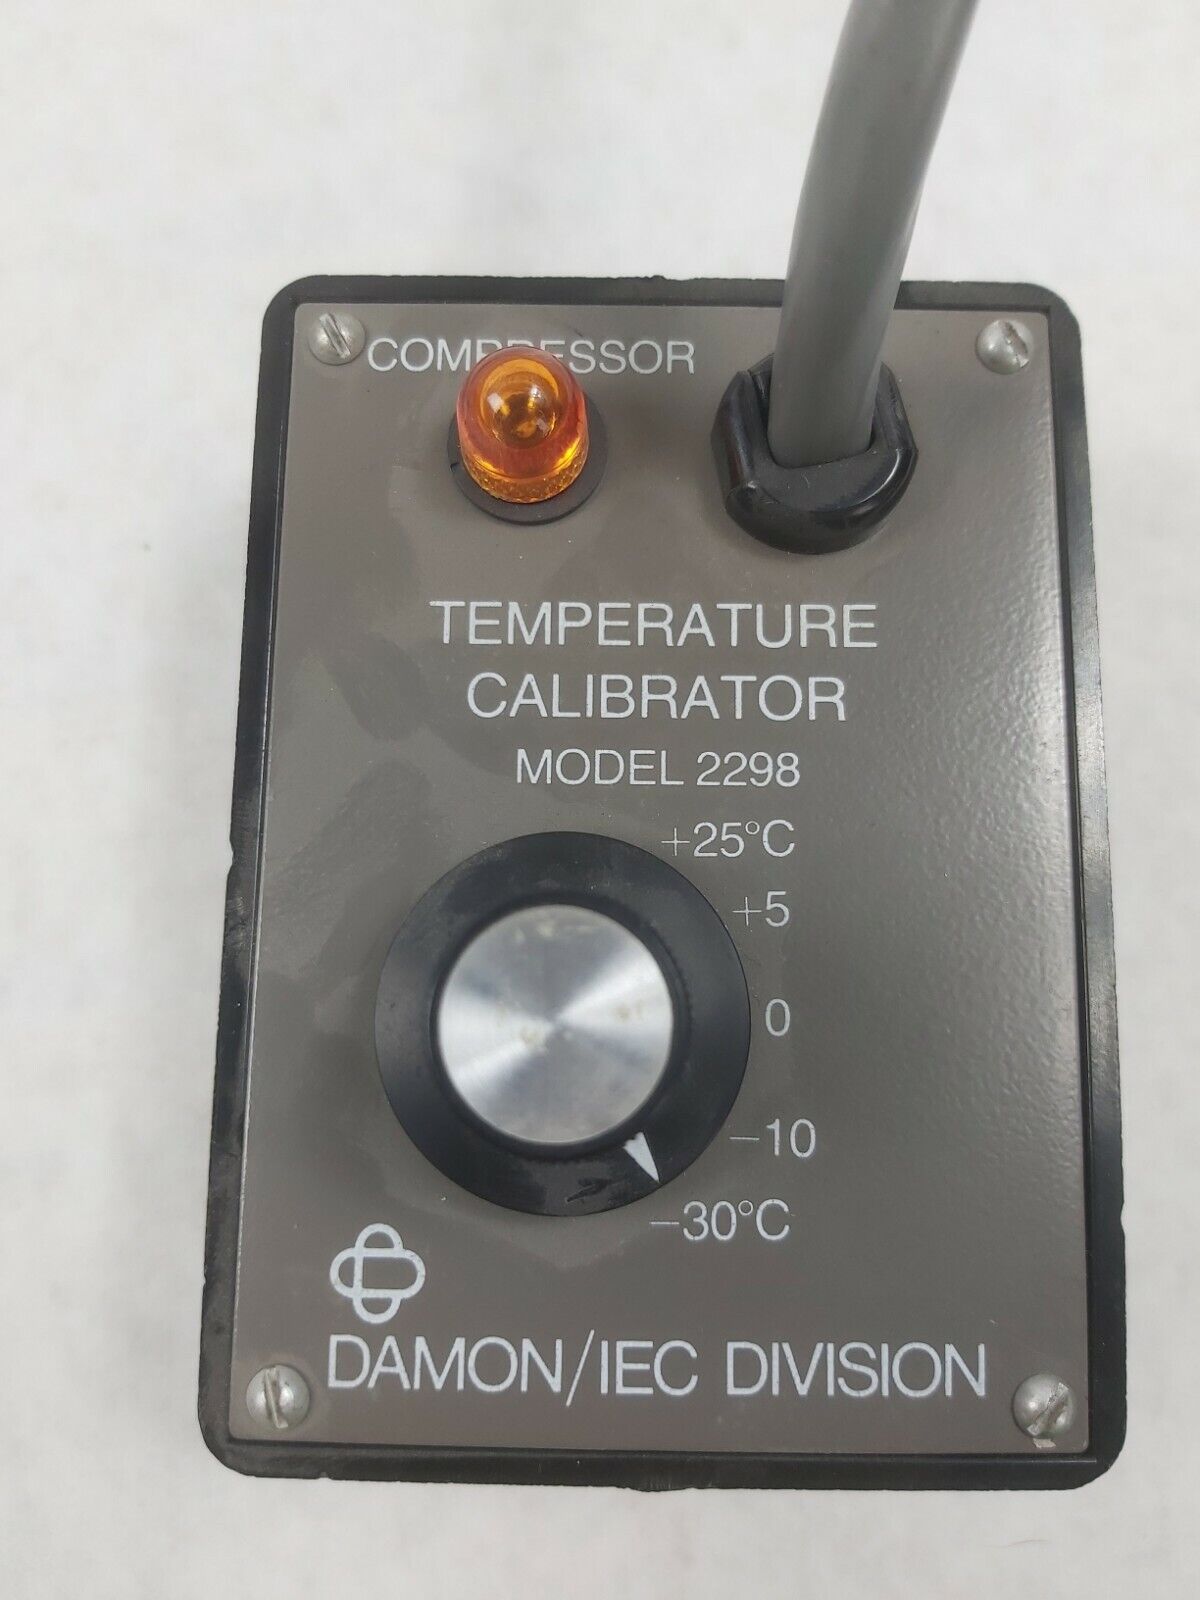 COMPRESSOR
TEMPERATURE
CALIBRATOR
MODEL 2298
+25°C
+5
0
−10
−30°C
DAMON/IEC DIVISION